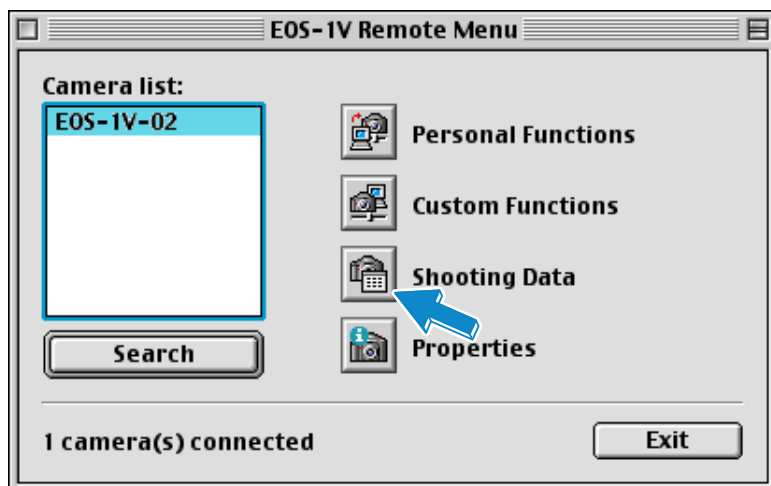 EOS-1V Remote Menu
Camera list:
EOS-1V-02
Personal Functions
Custom Functions
Shooting Data
Properties
Search
1 camera(s) connected
Exit